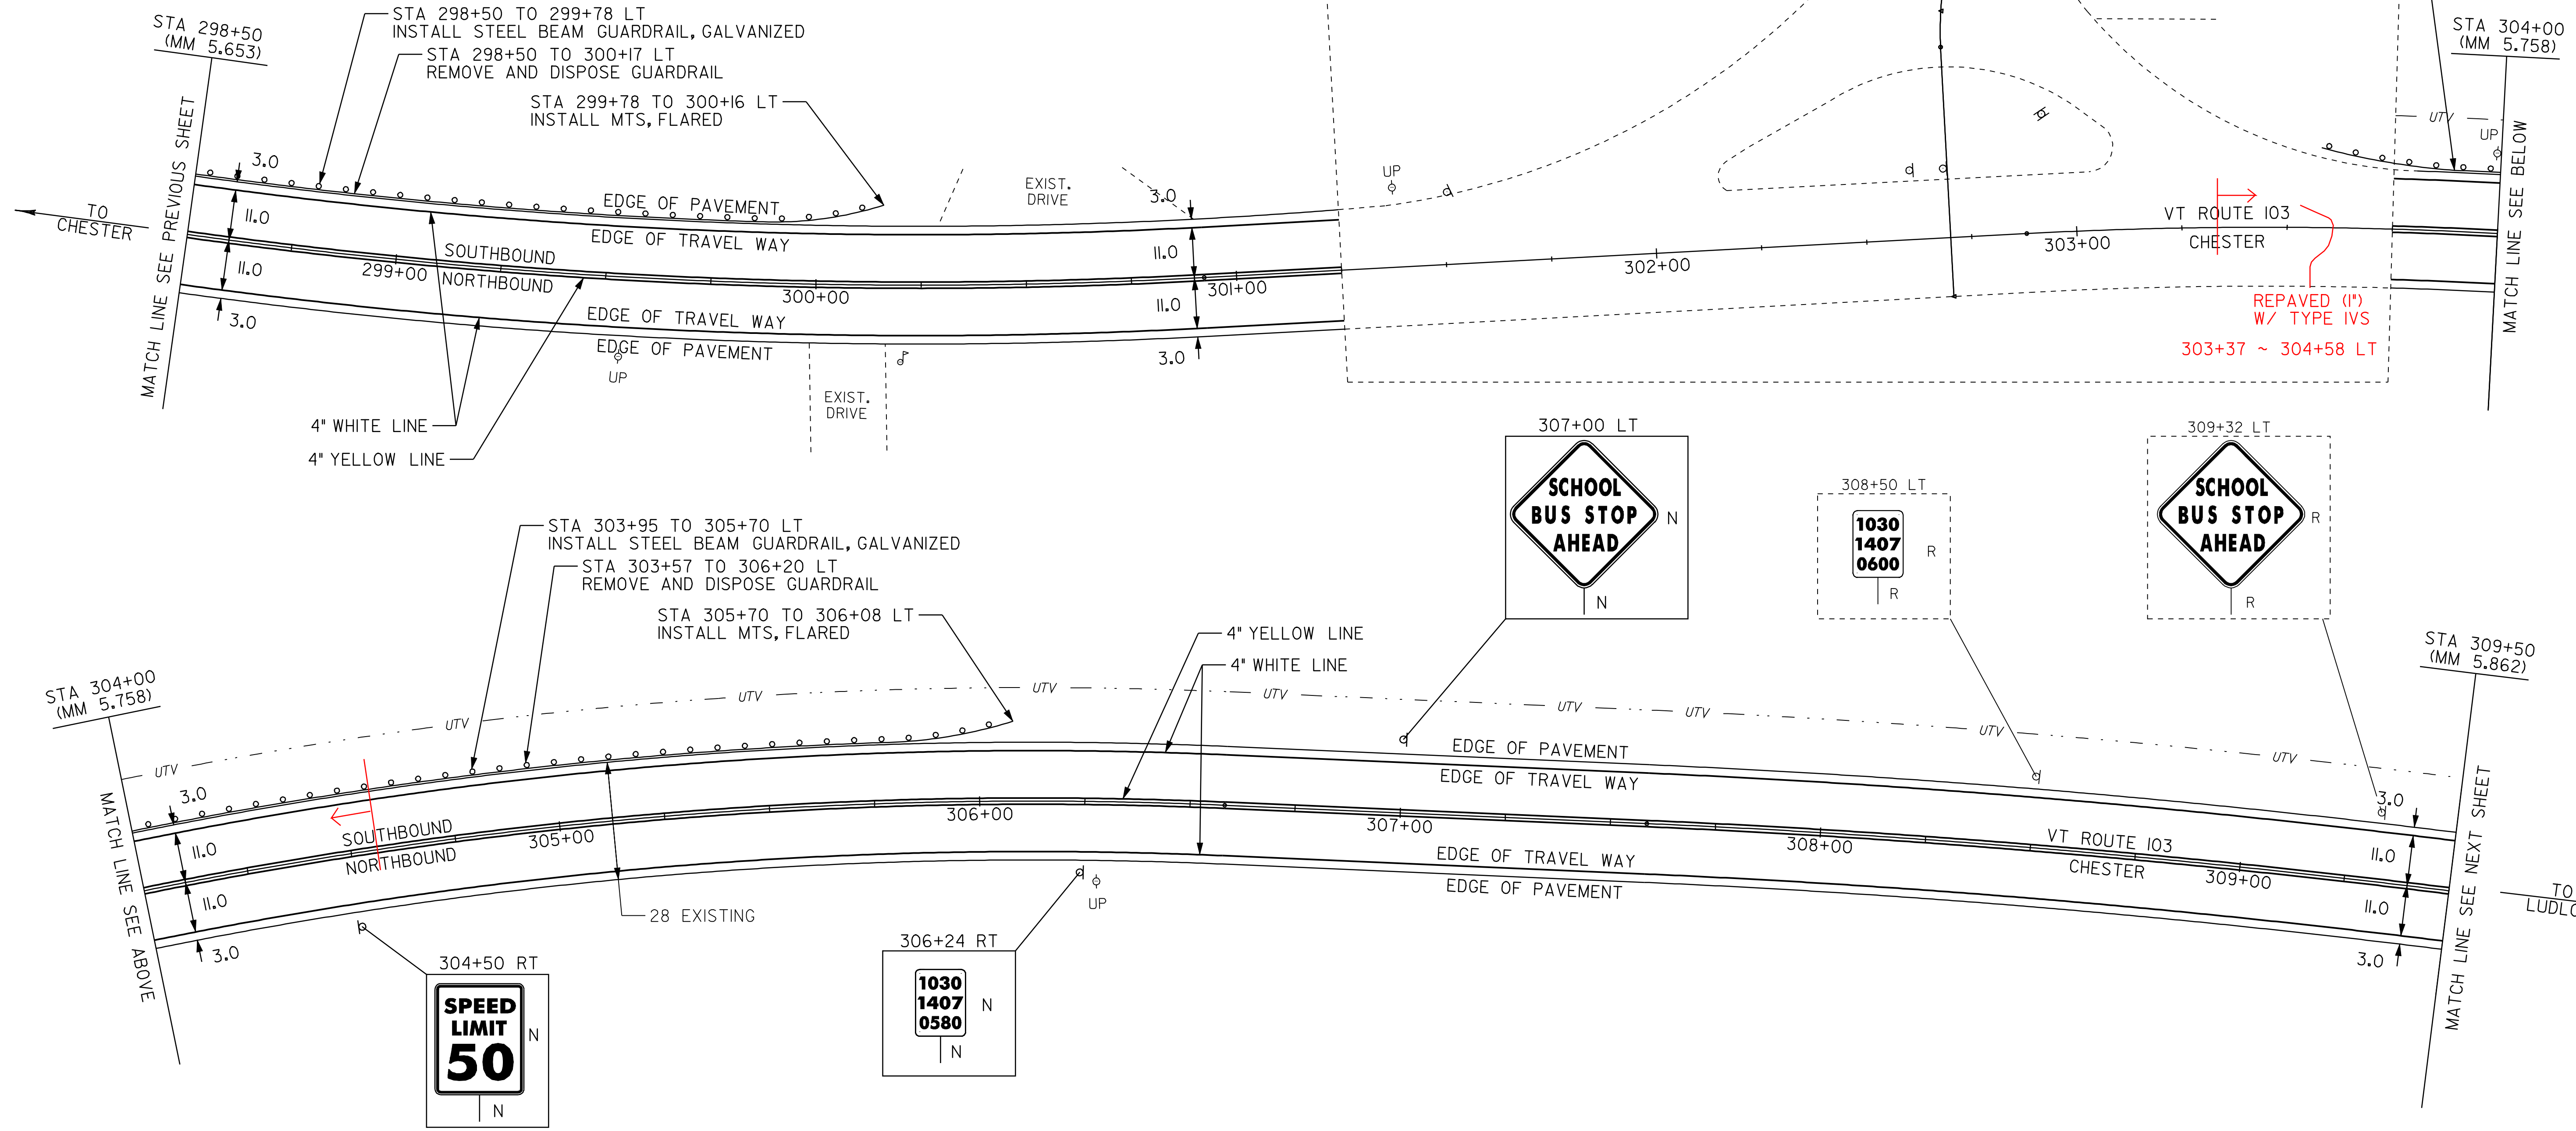 STA 298+50
(MM 5.653)
STA 298+50 TO 299+78 LT
INSTALL STEEL BEAM GUARDRAIL, GALVANIZED
STA 298+50 TO 300+17 LT
REMOVE AND DISPOSE GUARDRAIL
STA 299+78 TO 300+16 LT
INSTALL MTS, FLARED
STA 304+00
(MM 5.758)
MATCH LINE SEE PREVIOUS SHEET
TO
CHESTER
3.0
11.0
11.0
3.0
EDGE OF PAVEMENT
EDGE OF TRAVEL WAY
SOUTHBOUND
NORTHBOUND
299+00
300+00
301+00
302+00
303+00
EDGE OF TRAVEL WAY
EDGE OF PAVEMENT
UP
EXIST.
DRIVE
EXIST.
DRIVE
3.0
11.0
11.0
3.0
UP
VT ROUTE 103
CHESTER
UTV
UP
MATCH LINE SEE BELOW
REPAVED (1")
W/ TYPE IVS
303+37 ~ 304+58 LT
4" WHITE LINE
4" YELLOW LINE
307+00 LT
SCHOOL
BUS STOP
AHEAD
N
N
308+50 LT
1030
1407
0600
R
R
309+32 LT
SCHOOL
BUS STOP
AHEAD
R
R
STA 303+95 TO 305+70 LT
INSTALL STEEL BEAM GUARDRAIL, GALVANIZED
STA 303+57 TO 306+20 LT
REMOVE AND DISPOSE GUARDRAIL
STA 305+70 TO 306+08 LT
INSTALL MTS, FLARED
4" YELLOW LINE
4" WHITE LINE
STA 304+00
(MM 5.758)
STA 309+50
(MM 5.862)
UTV
UTV
UTV
UTV
UTV
UTV
UTV
UTV
UTV
MATCH LINE SEE ABOVE
3.0
11.0
11.0
3.0
SOUTHBOUND
NORTHBOUND
305+00
306+00
307+00
308+00
309+00
EDGE OF PAVEMENT
EDGE OF TRAVEL WAY
EDGE OF TRAVEL WAY
EDGE OF PAVEMENT
VT ROUTE 103
CHESTER
3.0
11.0
11.0
3.0
MATCH LINE SEE NEXT SHEET
TO
28 EXISTING
UP
304+50 RT
SPEED
LIMIT
50
N
N
306+24 RT
1030
1407
0580
N
N